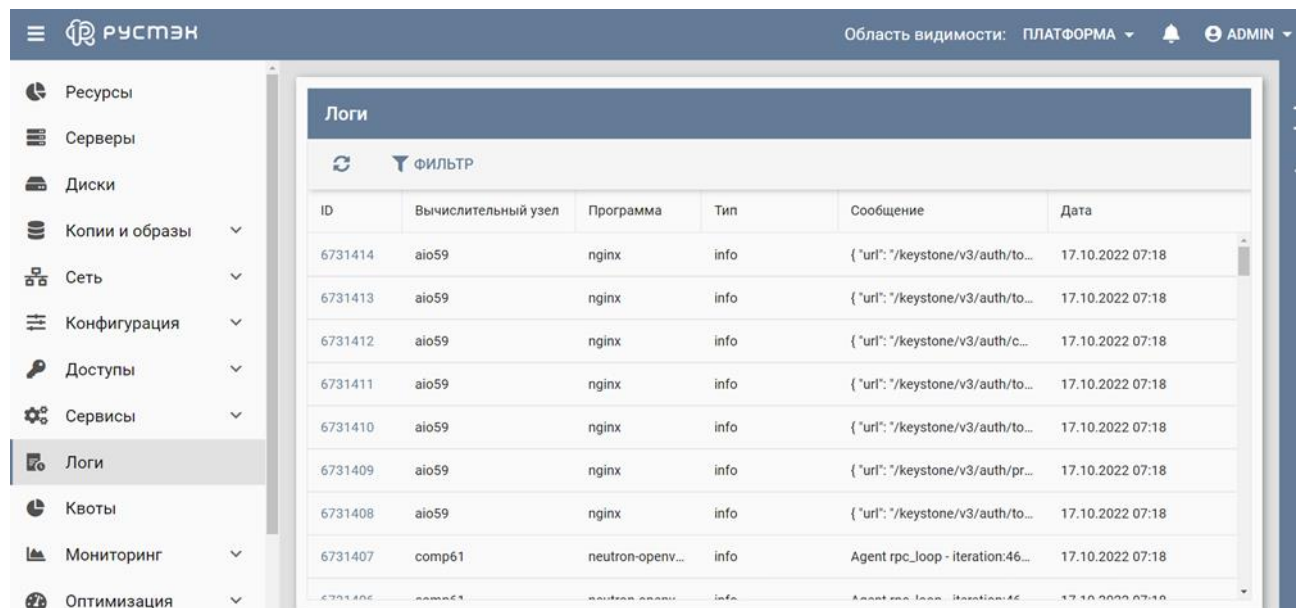 РУСТЭК
Область видимости: ПЛАТФОРМА
ADMIN
Ресурсы
Серверы
Диски
Копии и образы
Сеть
Конфигурация
Доступы
Сервисы
Логи
Квоты
Мониторинг
Оптимизация
Логи
ФИЛЬТР
ID Вычислительный узел Программа Тип Сообщение Дата
6731414 aio59 nginx info { "url": "/keystone/v3/auth/to... 17.10.2022 07:18
6731413 aio59 nginx info { "url": "/keystone/v3/auth/to... 17.10.2022 07:18
6731412 aio59 nginx info { "url": "/keystone/v3/auth/c... 17.10.2022 07:18
6731411 aio59 nginx info { "url": "/keystone/v3/auth/to... 17.10.2022 07:18
6731410 aio59 nginx info { "url": "/keystone/v3/auth/to... 17.10.2022 07:18
6731409 aio59 nginx info { "url": "/keystone/v3/auth/pr... 17.10.2022 07:18
6731408 aio59 nginx info { "url": "/keystone/v3/auth/to... 17.10.2022 07:18
6731407 comp61 neutron-openv... info Agent rpc_loop - iteration:46... 17.10.2022 07:18